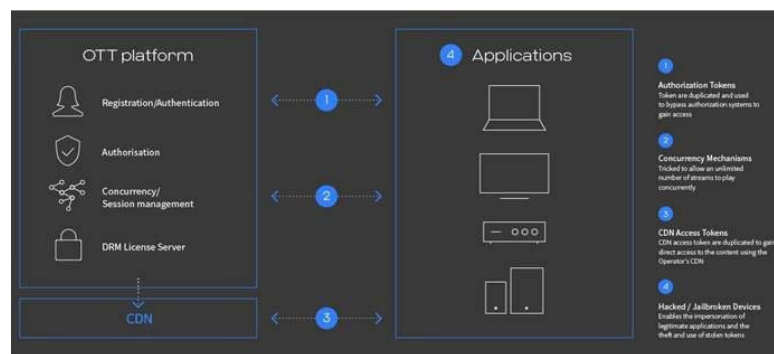 OTT platform
Registration/Authentication
Authorisation
Concurrency/
Session management
DRM License Server
CDN
1
2
3
4 Applications
1
Authorization Tokens
Token are duplicated and used
to bypass authorization systems to
gain access
2
Concurrency Mechanisms
Tricked to allow an unlimited
number of streams to play
concurrently
3
CDN Access Tokens
CDN access token are duplicated to gain
direct access to the content using the
Operator's CDN
4
Hacked / Jailbroken Devices
Enables the impersonation of
legitimate applications and the
theft and use of stolen tokens